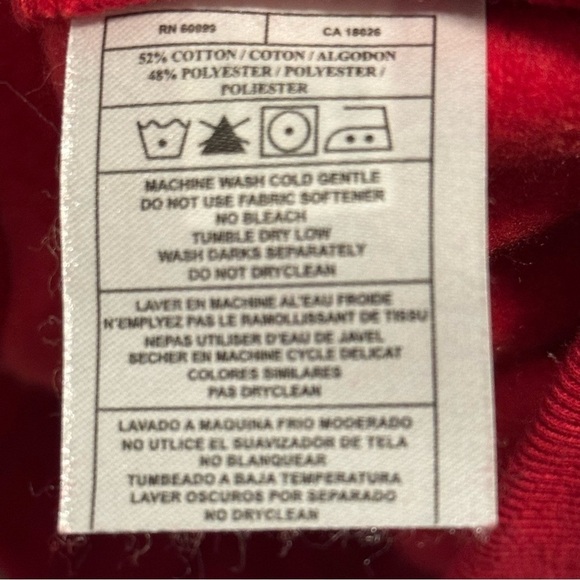 RN 60999
CA 18026
52% COTTON / COTON / ALGODON
48% POLYESTER / POLYESTER /
POLIESTER
MACHINE WASH COLD GENTLE
DO NOT USE FABRIC SOFTENER
NO BLEACH
TUMBLE DRY LOW
WASH DARKS SEPARATELY
DO NOT DRYCLEAN
LAVER EN MACHINE AL'EAU FROIDE
N'EMPLYEZ PAS LE RAMOLLISSANT DE TISSU
NEPAS UTILISER D'EAU DE JAVEL
SECHER EN MACHINE CYCLE DELICAT
COLORES SIMILARES
PAS DRYCLEAN
LAVADO A MAQUINA FRIO MODERADO
NO UTLICE EL SUAVIZADOR DE TELA
NO BLANQUEAR
TUMBEADO A BAJA TEMPERATURA
LAVER OSCUROS POR SEPARADO
NO DRYCLEAN